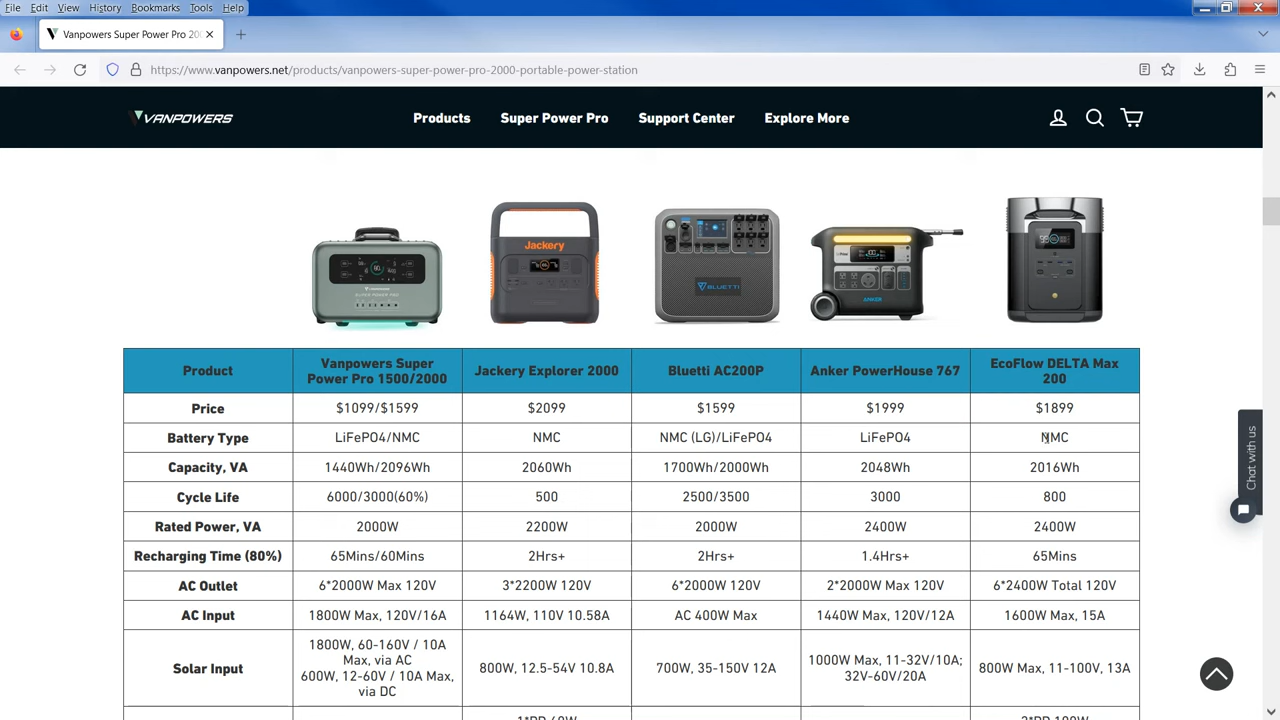 File Edit View History Bookmarks Tools Help
Vanpowers Super Power Pro 200
https://www.vanpowers.net/products/vanpowers-super-power-pro-2000-portable-power-station
VANPOWERS Products Super Power Pro Support Center Explore More
Jackery
BLUETTI
ANKER
SUPER POWER PRO
Product Vanpowers Super Power Pro 1500/2000 Jackery Explorer 2000 Bluetti AC200P Anker PowerHouse 767 EcoFlow DELTA Max 200
Price $1099/$1599 $2099 $1599 $1999 $1899
Battery Type LiFePO4/NMC NMC NMC (LG)/LiFePO4 LiFePO4 NMC
Capacity, VA 1440Wh/2096Wh 2060Wh 1700Wh/2000Wh 2048Wh 2016Wh
Cycle Life 6000/3000(60%) 500 2500/3500 3000 800
Rated Power, VA 2000W 2200W 2000W 2400W 2400W
Recharging Time (80%) 65Mins/60Mins 2Hrs+ 2Hrs+ 1.4Hrs+ 65Mins
AC Outlet 6*2000W Max 120V 3*2200W 120V 6*2000W 120V 2*2000W Max 120V 6*2400W Total 120V
AC Input 1800W Max, 120V/16A 1164W, 110V 10.58A AC 400W Max 1440W Max, 120V/12A 1600W Max, 15A
Solar Input 1800W, 60-160V / 10A Max, via AC 600W, 12-60V / 10A Max, via DC 800W, 12.5-54V 10.8A 700W, 35-150V 12A 1000W Max, 11-32V/10A; 32V-60V/20A 800W Max, 11-100V, 13A
Chat with us